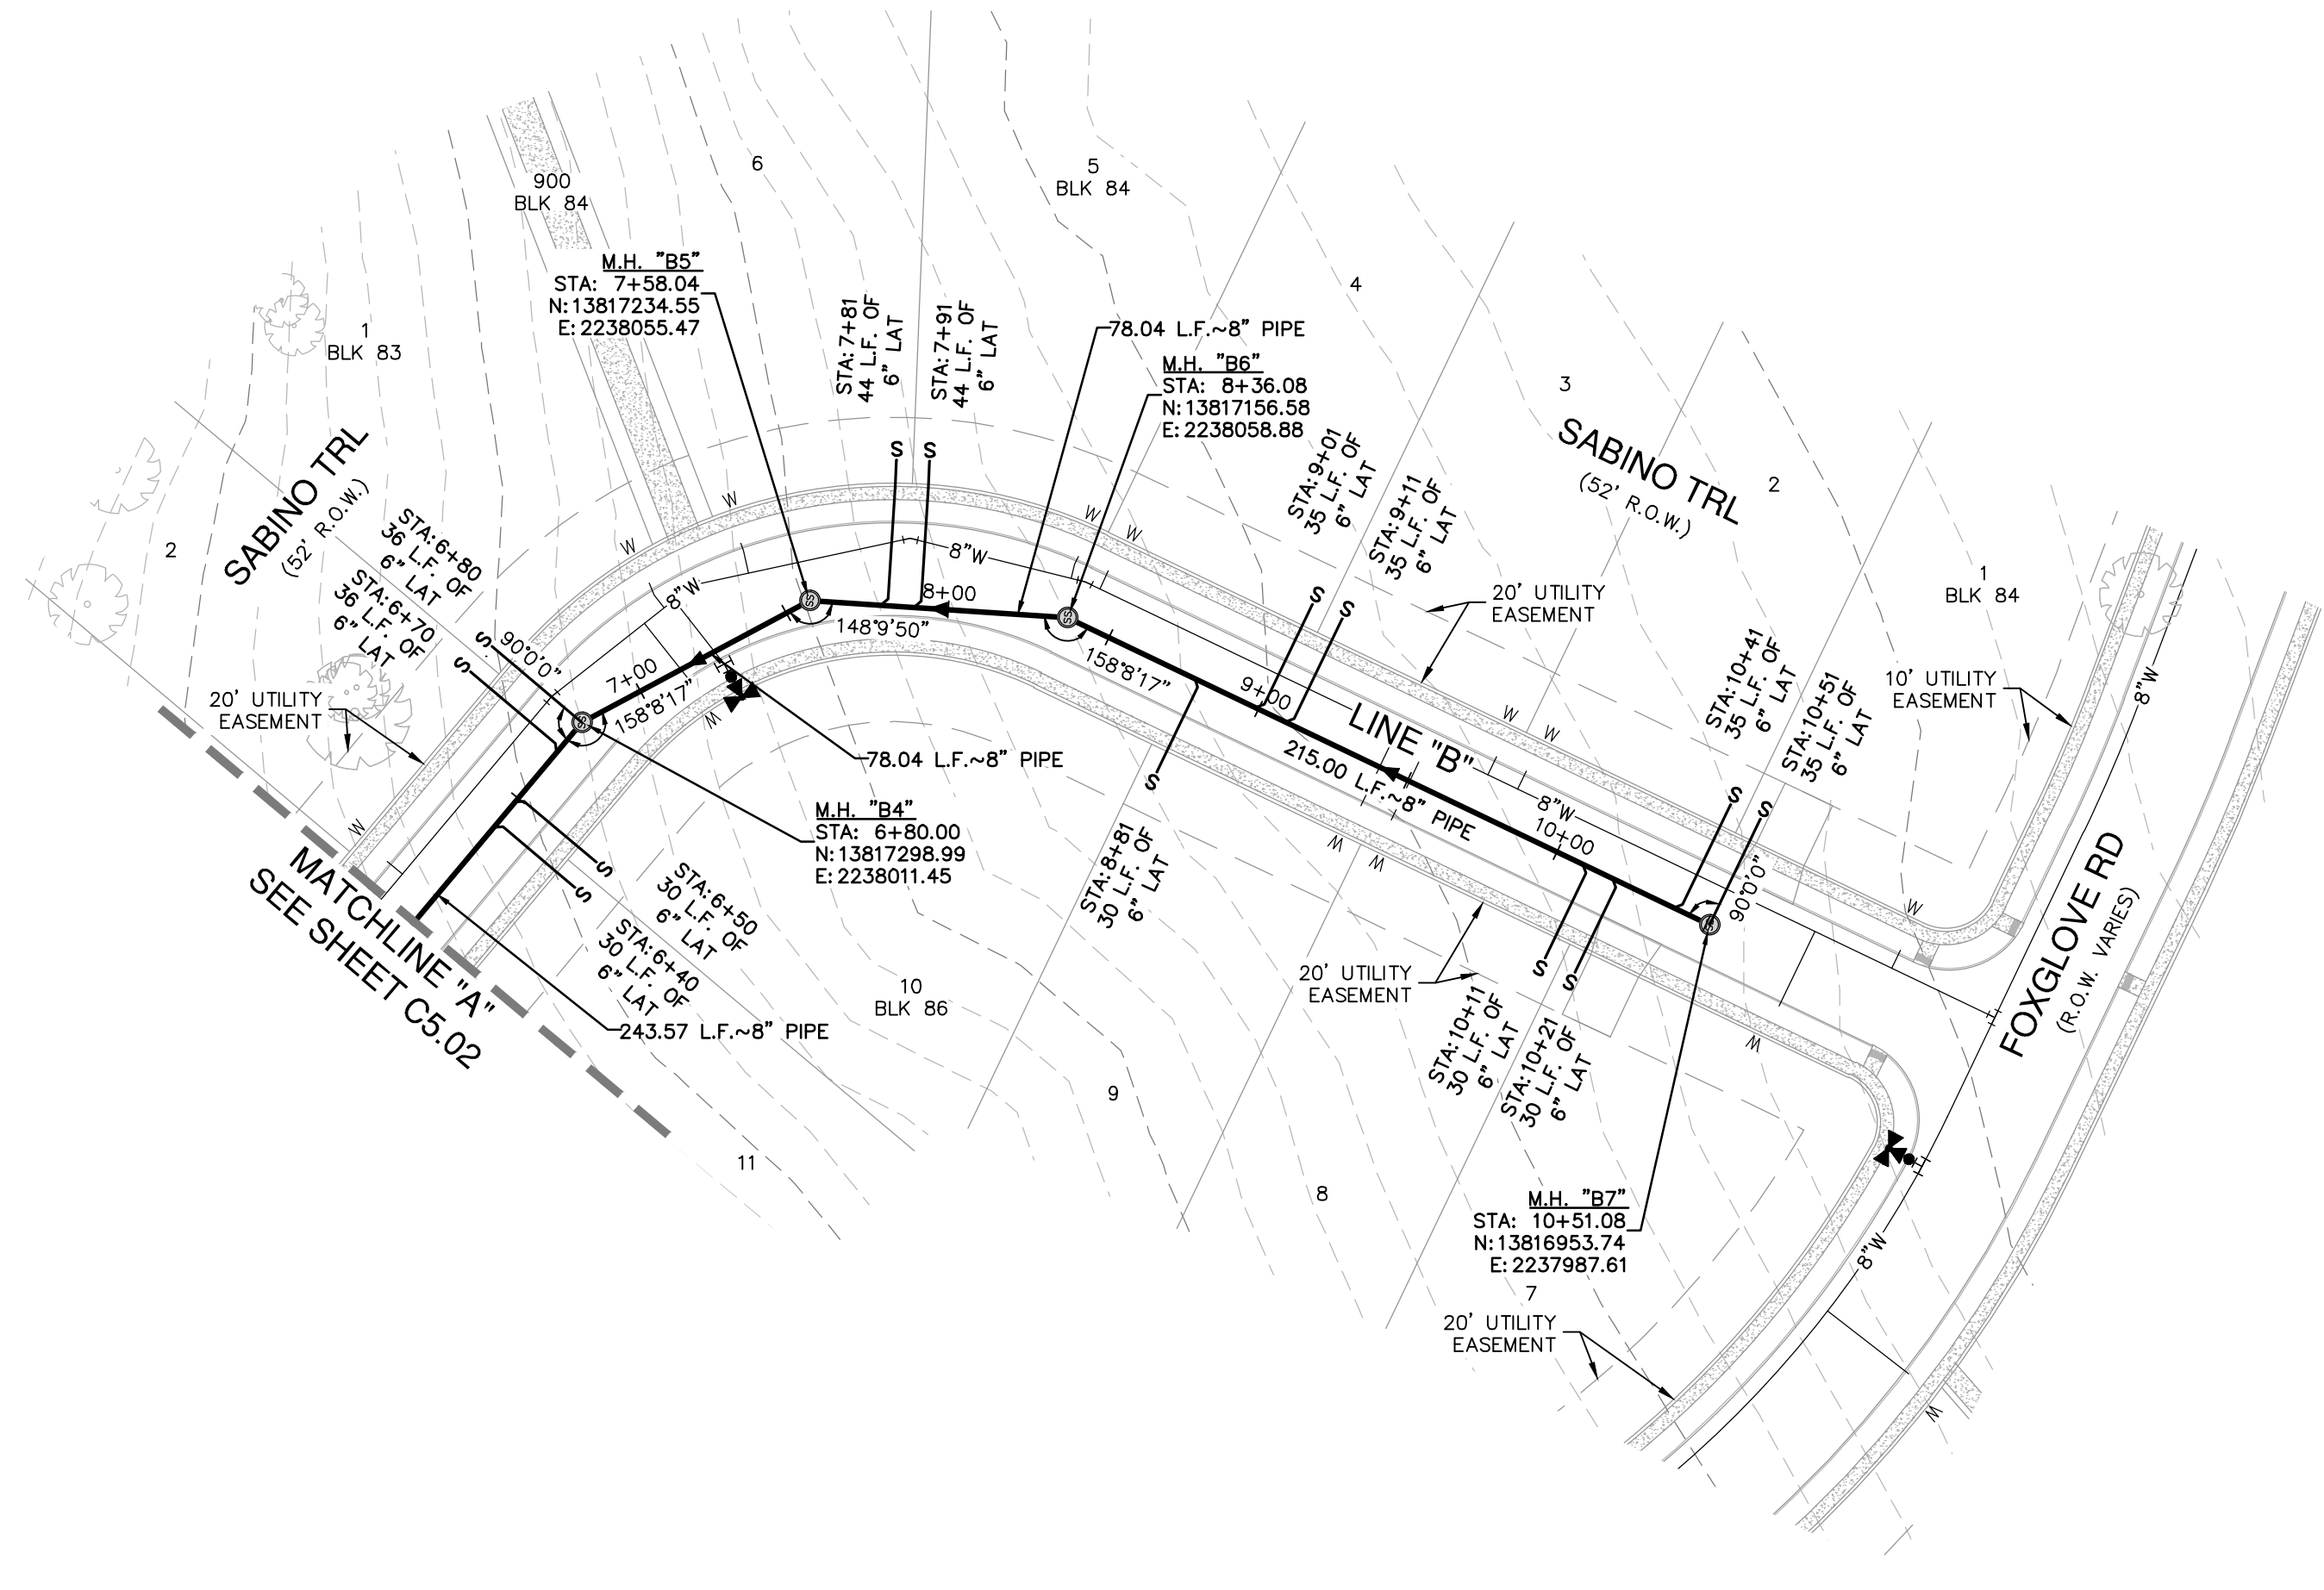 6
5
BLK 84
900
BLK 84
4
M.H. "B5"
STA: 7+58.04
N:13817234.55
E:2238055.47
1
BLK 83
STA:7+81
44 L.F. OF
6" LAT
STA:7+91
44 L.F. OF
6" LAT
78.04 L.F.~8" PIPE
M.H. "B6"
STA: 8+36.08
N:13817156.58
E:2238058.88
3
SABINO TRL
(52' R.O.W.)
2
SABINO TRL
(52' R.O.W.)
2
STA:6+80
36 L.F. OF
6" LAT
STA:6+70
36 L.F. OF
6" LAT
STA:9+01
35 L.F. OF
6" LAT
STA:9+11
35 L.F. OF
6" LAT
S
S
W
W
W
W
8"W
8"W
20' UTILITY
EASEMENT
1
BLK 84
SS
8+00
SS
148°9'50"
158°8'17"
S
S
S
S
90°0'0"
7+00
158°8'17"
SS
W
20' UTILITY
EASEMENT
9+00
LINE "B"
215.00 L.F.~8" PIPE
8"W
10+00
W
W
STA:10+41
35 L.F. OF
6" LAT
STA:10+51
35 L.F. OF
6" LAT
10' UTILITY
EASEMENT
8"W
78.04 L.F.~8" PIPE
S
S
S
M.H. "B4"
STA: 6+80.00
N:13817298.99
E:2238011.45
W
MATCHLINE "A"
SEE SHEET C5.02
S
S
STA:6+50
30 L.F. OF
6" LAT
STA:6+40
30 L.F. OF
6" LAT
243.57 L.F.~8" PIPE
STA:8+81
30 L.F. OF
6" LAT
W
W
90°0'0"
SS
W
FOXGLOVE RD
(R.O.W. VARIES)
10
BLK 86
20' UTILITY
EASEMENT
S
S
STA:10+11
30 L.F. OF
6" LAT
STA:10+21
30 L.F. OF
6" LAT
W
9
11
8
M.H. "B7"
STA: 10+51.08
N:13816953.74
E:2237987.61
7
20' UTILITY
EASEMENT
8"W
W